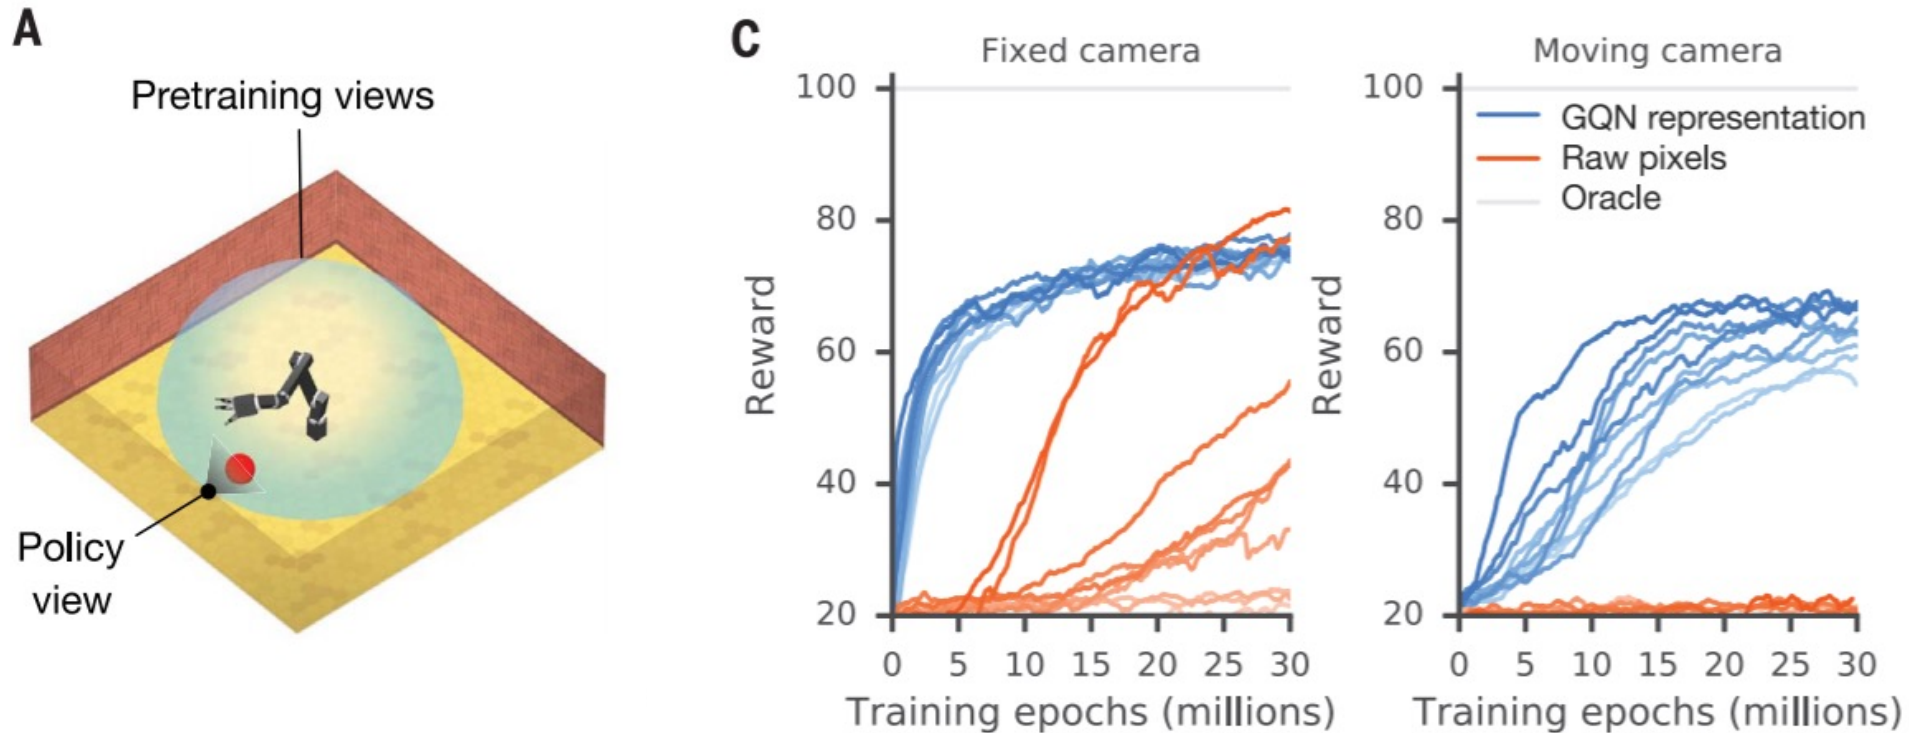 A
Pretraining views
Policy
view
C
Fixed camera
100
80
60
40
20
Reward
0 5 10 15 20 25 30
Training epochs (millions)
Moving camera
100
80
60
40
20
Reward
GQN representation
Raw pixels
Oracle
0 5 10 15 20 25 30
Training epochs (millions)